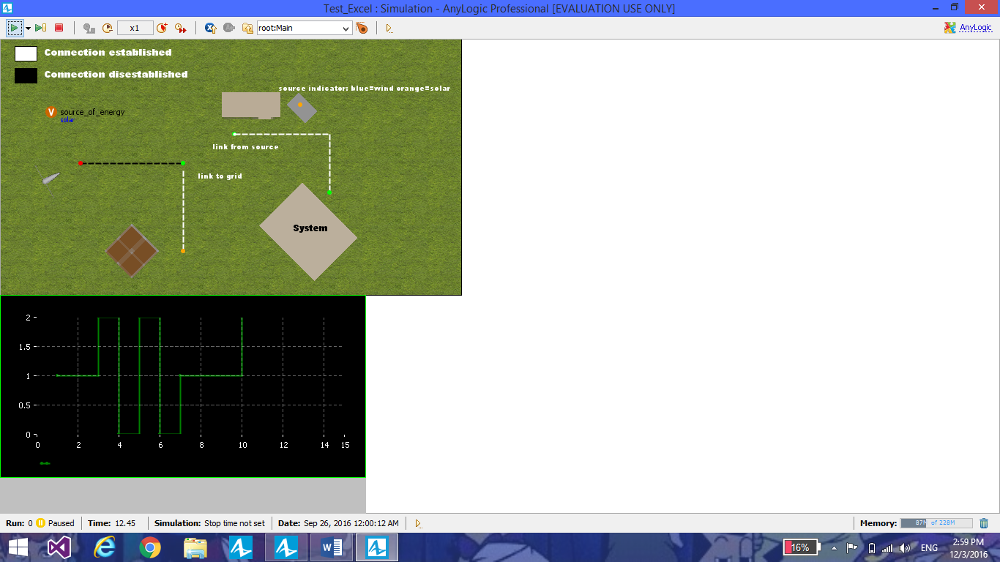 Test_Excel : Simulation - AnyLogic Professional [EVALUATION USE ONLY]
x1
root:Main
AnyLogic
Connection established
Connection disestablished
source indicator: blue=wind orange=solar
V source_of_energy
solar
link from source
link to grid
System
2
1.5
1
0.5
0
0 2 4 6 8 10 12 14 15
Run: 0 Paused Time: 12.45 Simulation: Stop time not set Date: Sep 26, 2016 12:00:12 AM Memory: 87M of 228M
16% ENG 2:59 PM
12/3/2016